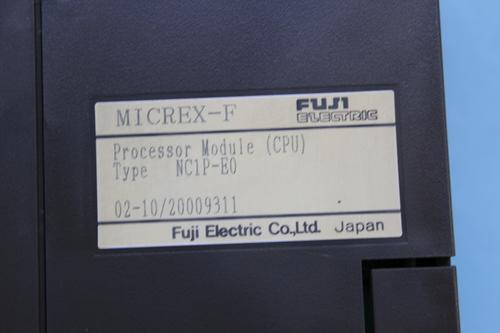 MICREX-F FUJI ELECTRIC
Processor Module (CPU)
Type NC1P-E0
02-10/20009311
Fuji Electric Co.,Ltd. Japan